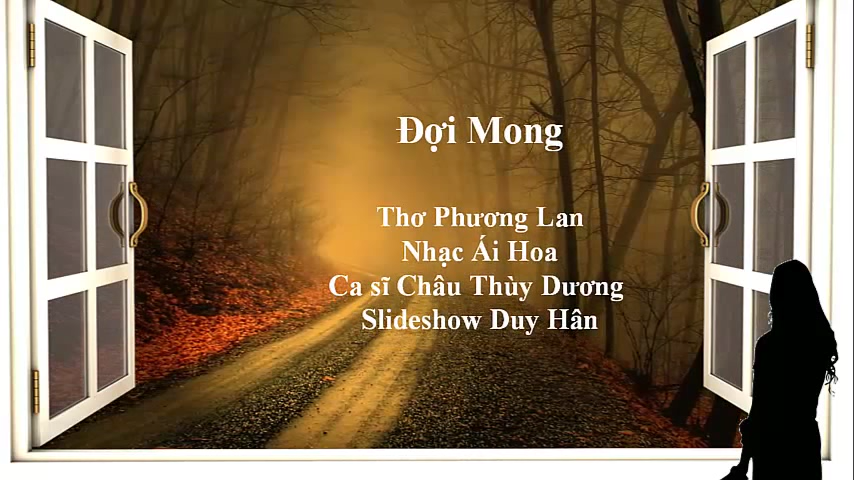 Đợi Mong
Thơ Phương Lan
Nhạc Ái Hoa
Ca sĩ Châu Thùy Dương
Slideshow Duy Hân